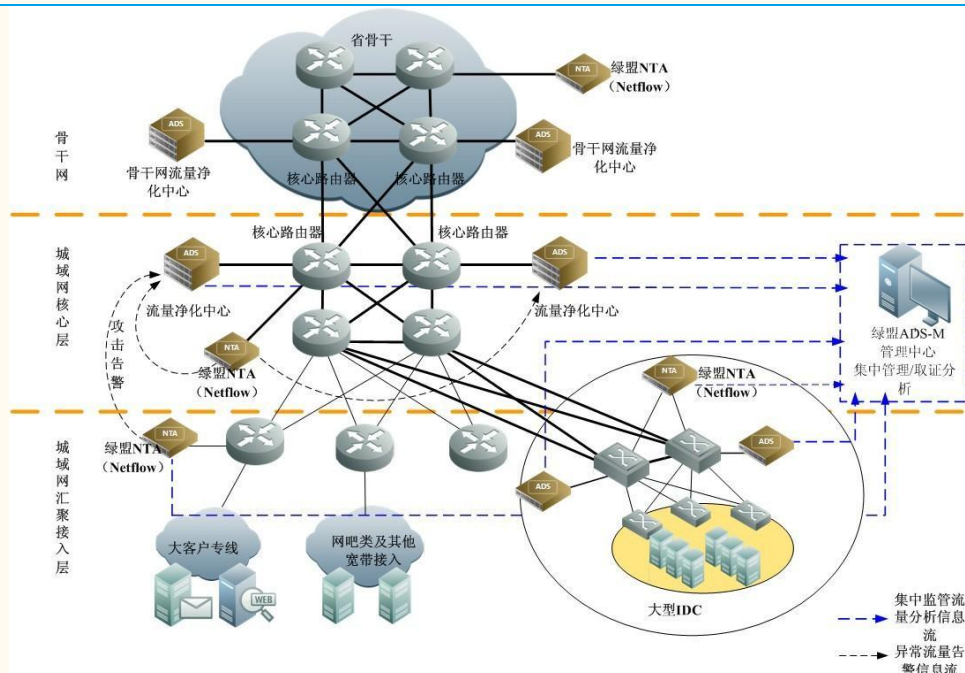 省骨干
NTA
绿盟NTA
（Netflow）
ADS
ADS
骨
干
网
骨干网流量净
化中心
核心路由器
核心路由器
骨干网流量净
化中心
核心路由器
核心路由器
ADS
ADS
城
域
网
核
心
层
流量净化中心
流量净化中心
攻
击
告
警
NTA
绿盟NTA
（Netflow）
绿盟ADS-M
管理中心
集中管理/取证分
析
NTA
绿盟NTA
（Netflow）
城
域
网
汇
聚
接
入
层
NTA
绿盟NTA
（Netflow）
ADS
ADS
大客户专线
WEB
网吧类及其他
宽带接入
大型IDC
集中监管流
量分析信息
流
异常流量告
警信息流